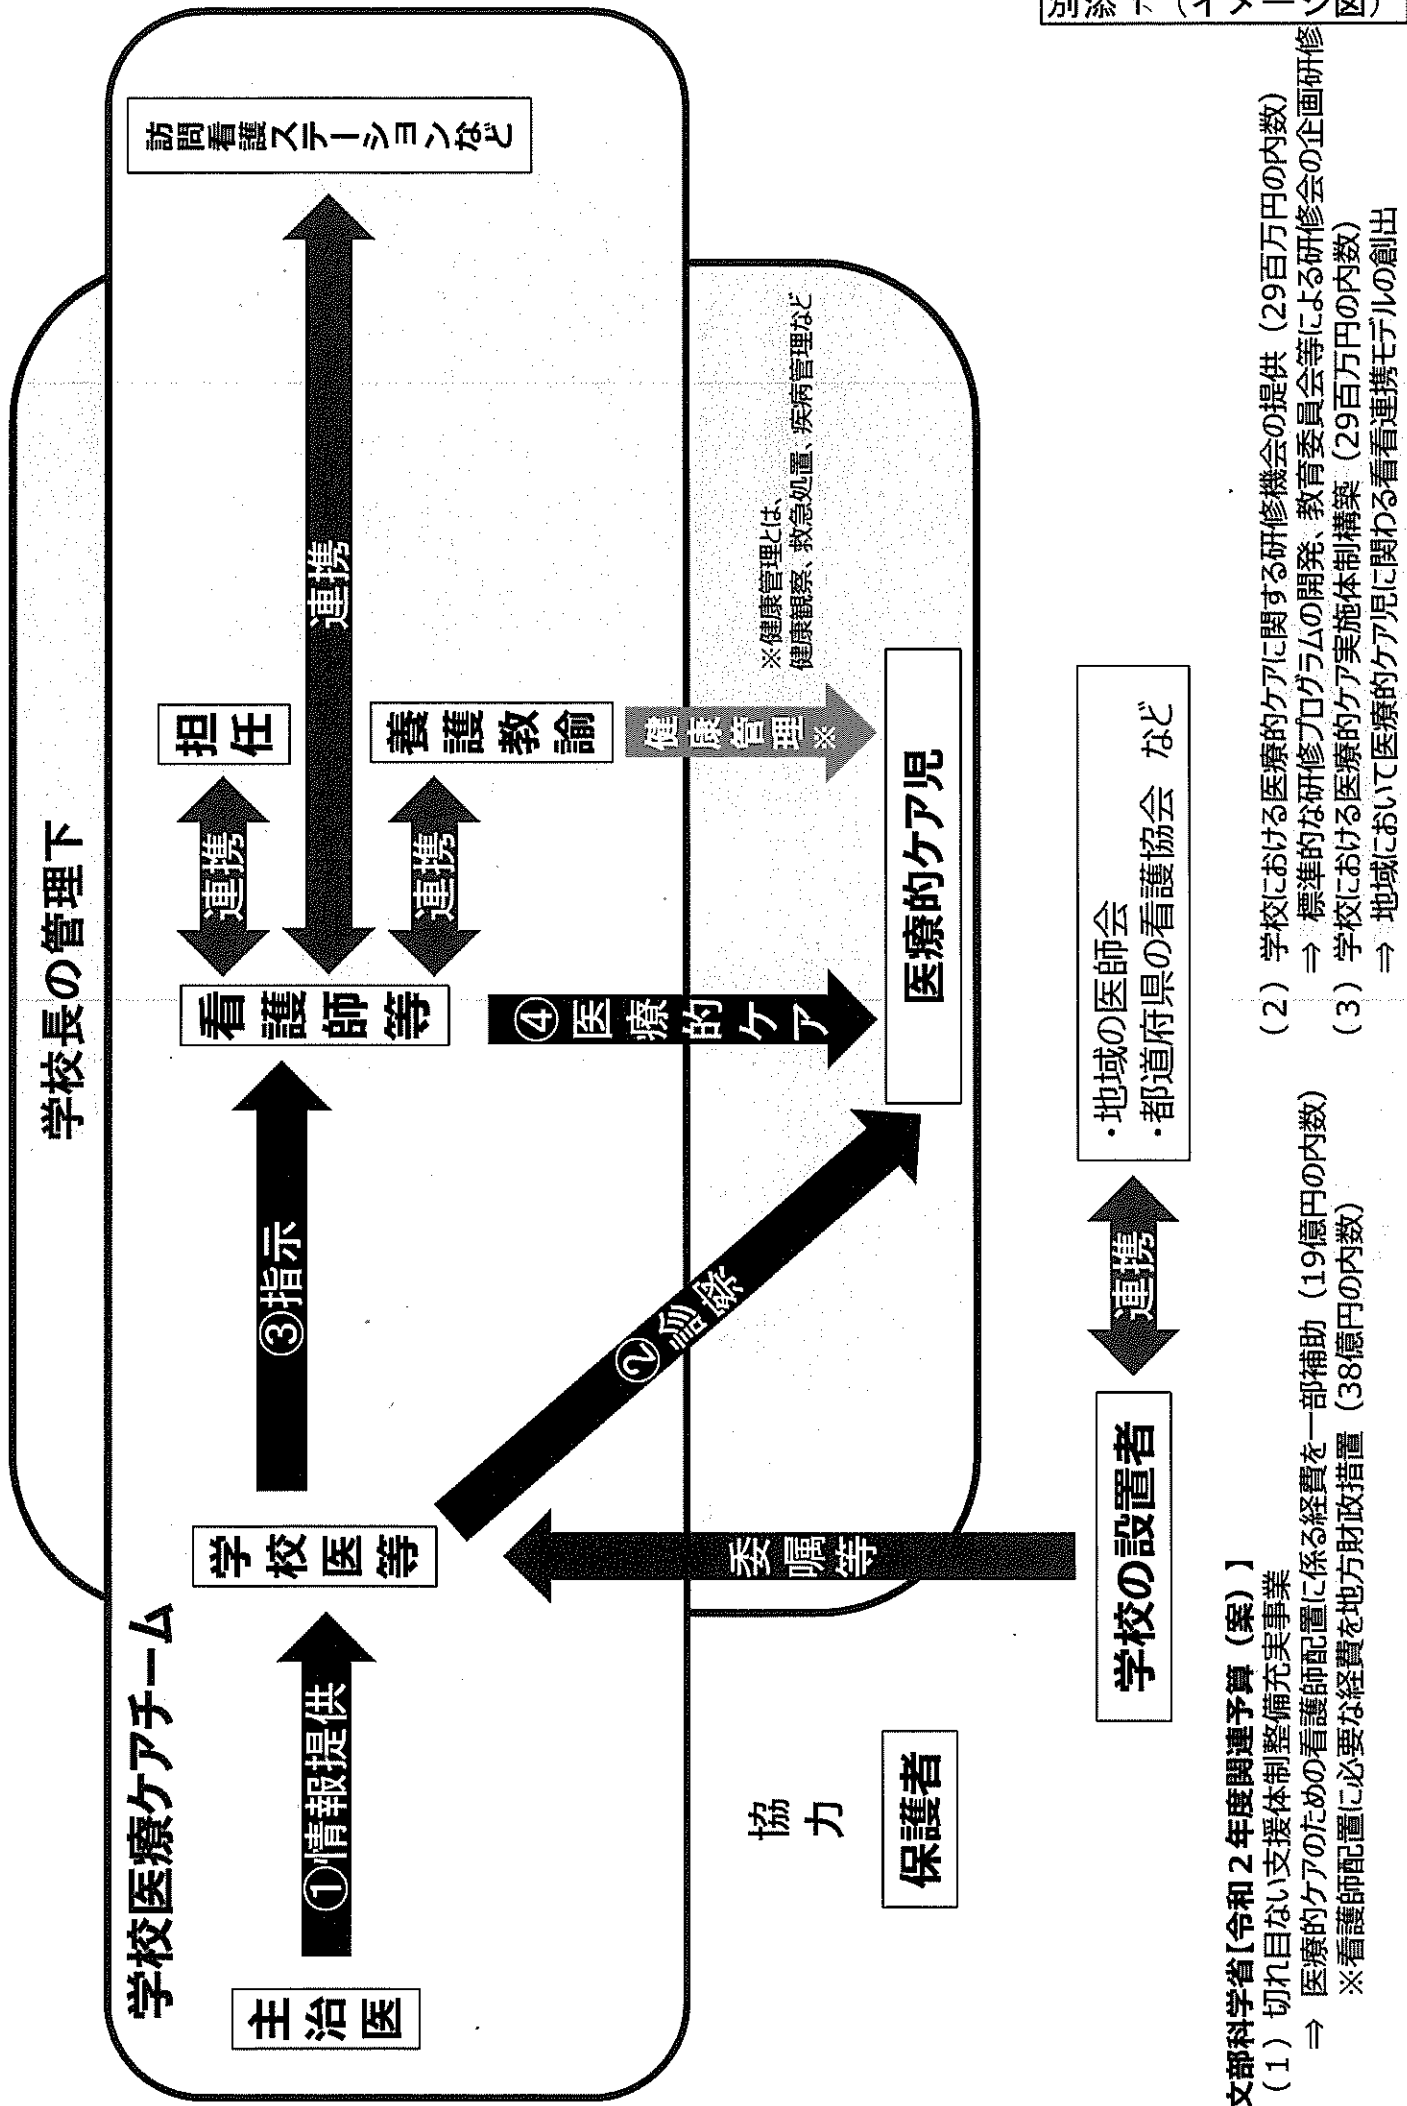 別添1（イメージ図）
学校長の管理下
学校医療ケアチーム
主治医
①情報提供
学校医等
③指示
看護師等
連携
担任
連携
訪問看護ステーションなど
連携
養護教諭
②診察
④医療的ケア
健康管理※
※健康管理とは、
健康観察、救急処置、疾病管理など
医療的ケア児
協力
保護者
委嘱等
学校の設置者
連携
・地域の医師会
・都道府県の看護協会 など
文部科学省【令和２年度関連予算（案）】
（１）切れ目ない支援体制整備充実事業
⇒ 医療的ケアのための看護師配置に係る経費を一部補助（19億円の内数）
※看護師配置に必要な経費を地方財政措置（38億円の内数）
（２）学校における医療的ケアに関する研修機会の提供（29百万円の内数）
⇒ 標準的な研修プログラムの開発、教育委員会等による研修会の企画研修
（３）学校における医療的ケア実施体制構築（29百万円の内数）
⇒ 地域において医療的ケア児に関わる看看連携モデルの創出